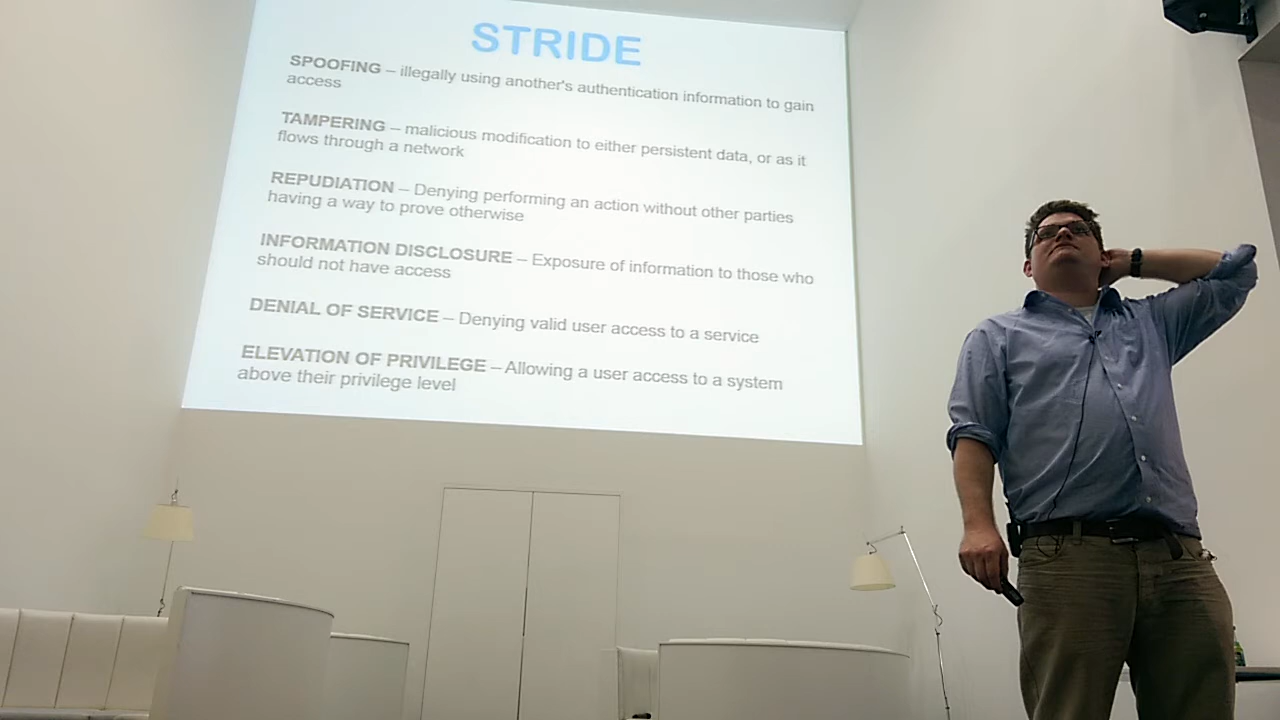 STRIDE
SPOOFING – illegally using another's authentication information to gain
access
TAMPERING – malicious modification to either persistent data, or as it
flows through a network
REPUDIATION – Denying performing an action without other parties
having a way to prove otherwise
INFORMATION DISCLOSURE – Exposure of information to those who
should not have access
DENIAL OF SERVICE – Denying valid user access to a service
ELEVATION OF PRIVILEGE – Allowing a user access to a system
above their privilege level